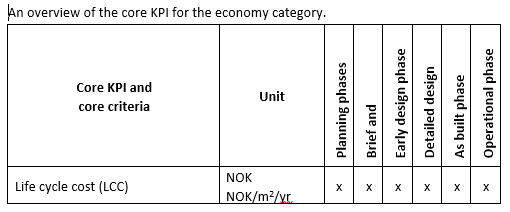 An overview of the core KPI for the economy category.
Core KPI and
core criteria
Unit
Planning phases
Brief and
Early design phase
Detailed design
As built phase
Operational phase
Life cycle cost (LCC)
NOK
NOK/m²/yr
x x x x x x